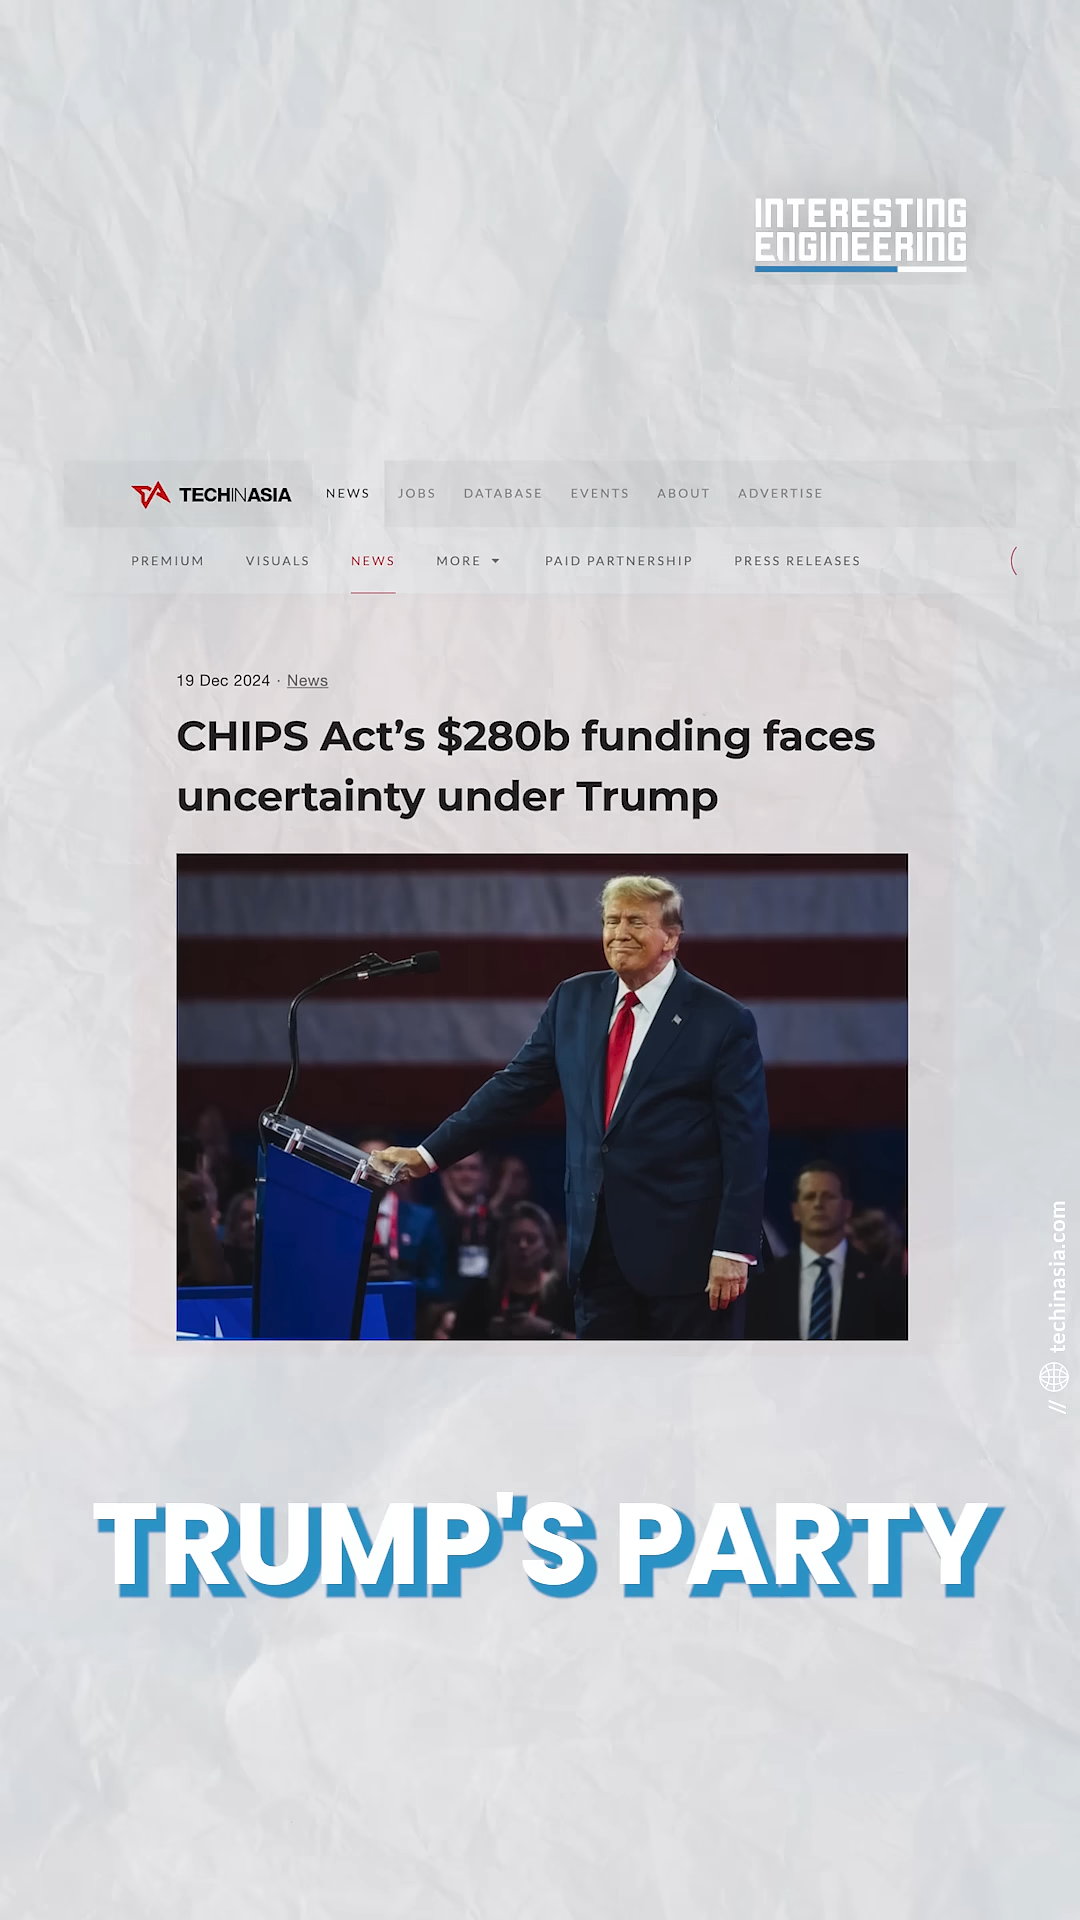 INTERESTING
ENGINEERING
TECHINASIA NEWS JOBS DATABASE EVENTS ABOUT ADVERTISE
PREMIUM VISUALS NEWS MORE PAID PARTNERSHIP PRESS RELEASES
19 Dec 2024 · News
CHIPS Act’s $280b funding faces
uncertainty under Trump
// techinasia.com
TRUMP'S PARTY